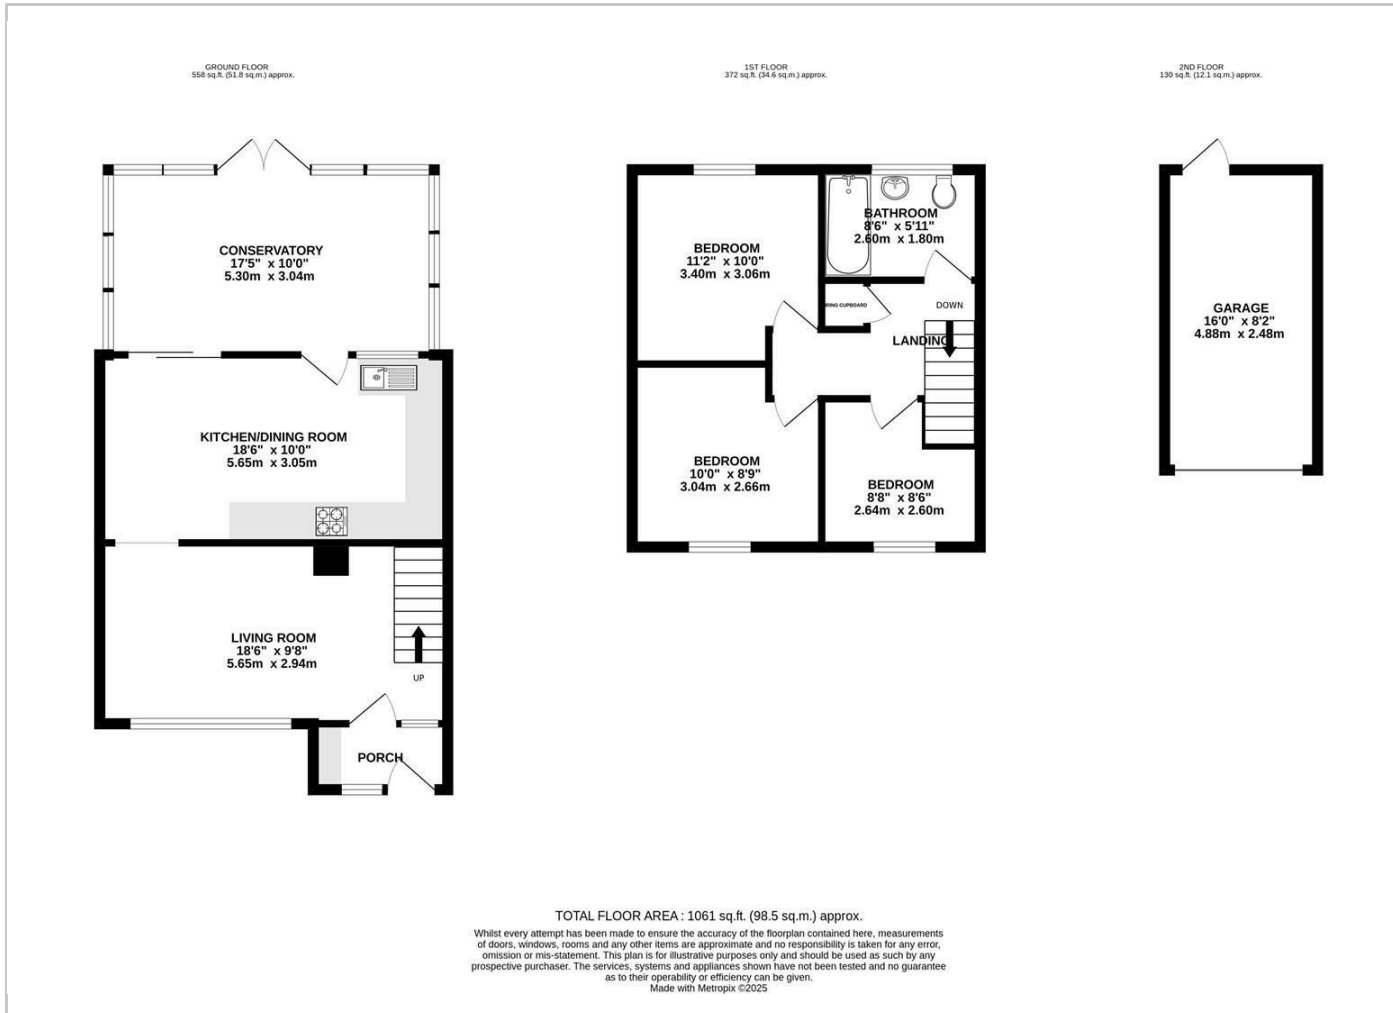 GROUND FLOOR
558 sq.ft. (51.8 sq.m.) approx.
1ST FLOOR
372 sq.ft. (34.6 sq.m.) approx.
2ND FLOOR
130 sq.ft. (12.1 sq.m.) approx.
CONSERVATORY
17'5" x 10'0"
5.30m x 3.04m
KITCHEN/DINING ROOM
18'6" x 10'0"
5.65m x 3.05m
LIVING ROOM
18'6" x 9'8"
5.65m x 2.94m
UP
PORCH
BEDROOM
11'2" x 10'0"
3.40m x 3.06m
BATHROOM
8'6" x 5'11"
2.60m x 1.80m
RING CUPBOARD
DOWN
LANDING
BEDROOM
10'0" x 8'9"
3.04m x 2.66m
BEDROOM
8'8" x 8'6"
2.64m x 2.60m
GARAGE
16'0" x 8'2"
4.88m x 2.48m
TOTAL FLOOR AREA : 1061 sq.ft. (98.5 sq.m.) approx.
Whilst every attempt has been made to ensure the accuracy of the floorplan contained here, measurements
of doors, windows, rooms and any other items are approximate and no responsibility is taken for any error,
omission or mis-statement. This plan is for illustrative purposes only and should be used as such by any
prospective purchaser. The services, systems and appliances shown have not been tested and no guarantee
as to their operability or efficiency can be given.
Made with Metropix ©2025